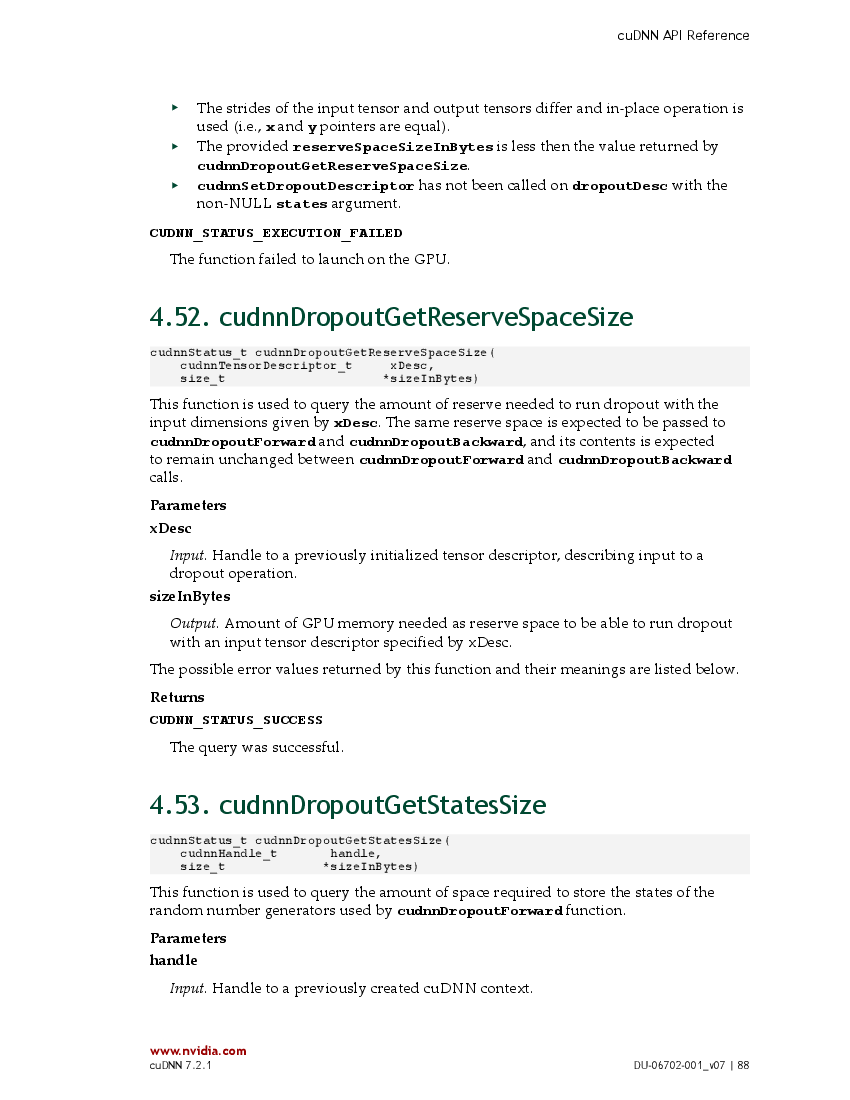 cuDNN API Reference
▸ The strides of the input tensor and output tensors differ and in-place operation is
used (i.e., x and y pointers are equal).
▸ The provided reserveSpaceSizeInBytes is less then the value returned by
cudnnDropoutGetReserveSpaceSize.
▸ cudnnSetDropoutDescriptor has not been called on dropoutDesc with the
non-NULL states argument.
CUDNN_STATUS_EXECUTION_FAILED
The function failed to launch on the GPU.
4.52. cudnnDropoutGetReserveSpaceSize
cudnnStatus_t cudnnDropoutGetReserveSpaceSize(
cudnnTensorDescriptor_t xDesc,
size_t *sizeInBytes)
This function is used to query the amount of reserve needed to run dropout with the
input dimensions given by xDesc. The same reserve space is expected to be passed to
cudnnDropoutForward and cudnnDropoutBackward, and its contents is expected
to remain unchanged between cudnnDropoutForward and cudnnDropoutBackward
calls.
Parameters
xDesc
Input. Handle to a previously initialized tensor descriptor, describing input to a
dropout operation.
sizeInBytes
Output. Amount of GPU memory needed as reserve space to be able to run dropout
with an input tensor descriptor specified by xDesc.
The possible error values returned by this function and their meanings are listed below.
Returns
CUDNN_STATUS_SUCCESS
The query was successful.
4.53. cudnnDropoutGetStatesSize
cudnnStatus_t cudnnDropoutGetStatesSize(
cudnnHandle_t handle,
size_t *sizeInBytes)
This function is used to query the amount of space required to store the states of the
random number generators used by cudnnDropoutForward function.
Parameters
handle
Input. Handle to a previously created cuDNN context.
www.nvidia.com
cuDNN 7.2.1 DU-06702-001_v07 | 88